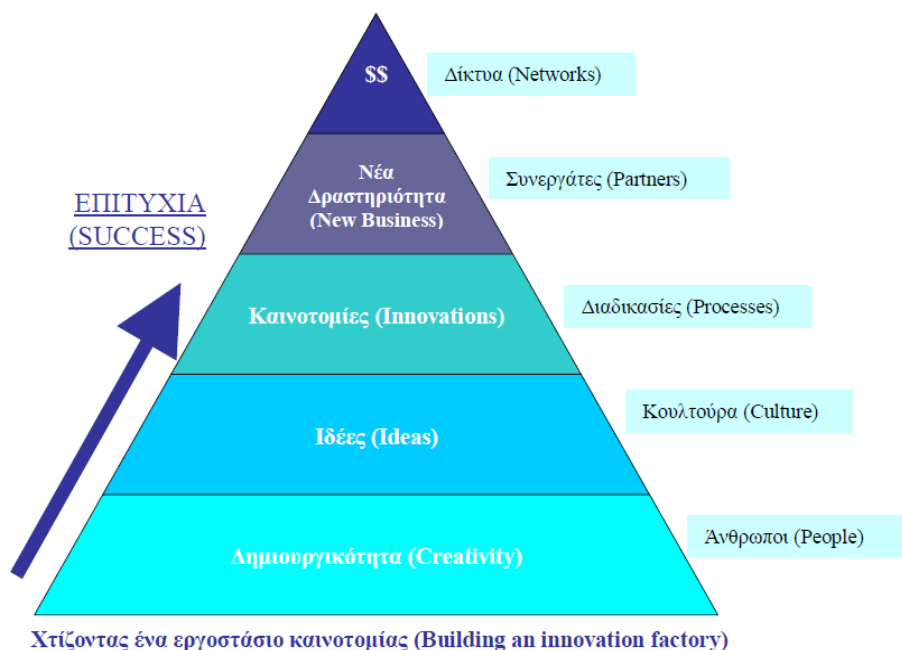 $$
Δίκτυα (Networks)
Νέα
Δραστηριότητα
(New Business)
Συνεργάτες (Partners)
ΕΠΙΤΥΧΙΑ
(SUCCESS)
Καινοτομίες (Innovations)
Διαδικασίες (Processes)
Ιδέες (Ideas)
Κουλτούρα (Culture)
Δημιουργικότητα (Creativity)
Άνθρωποι (People)
Χτίζοντας ένα εργοστάσιο καινοτομίας (Building an innovation factory)